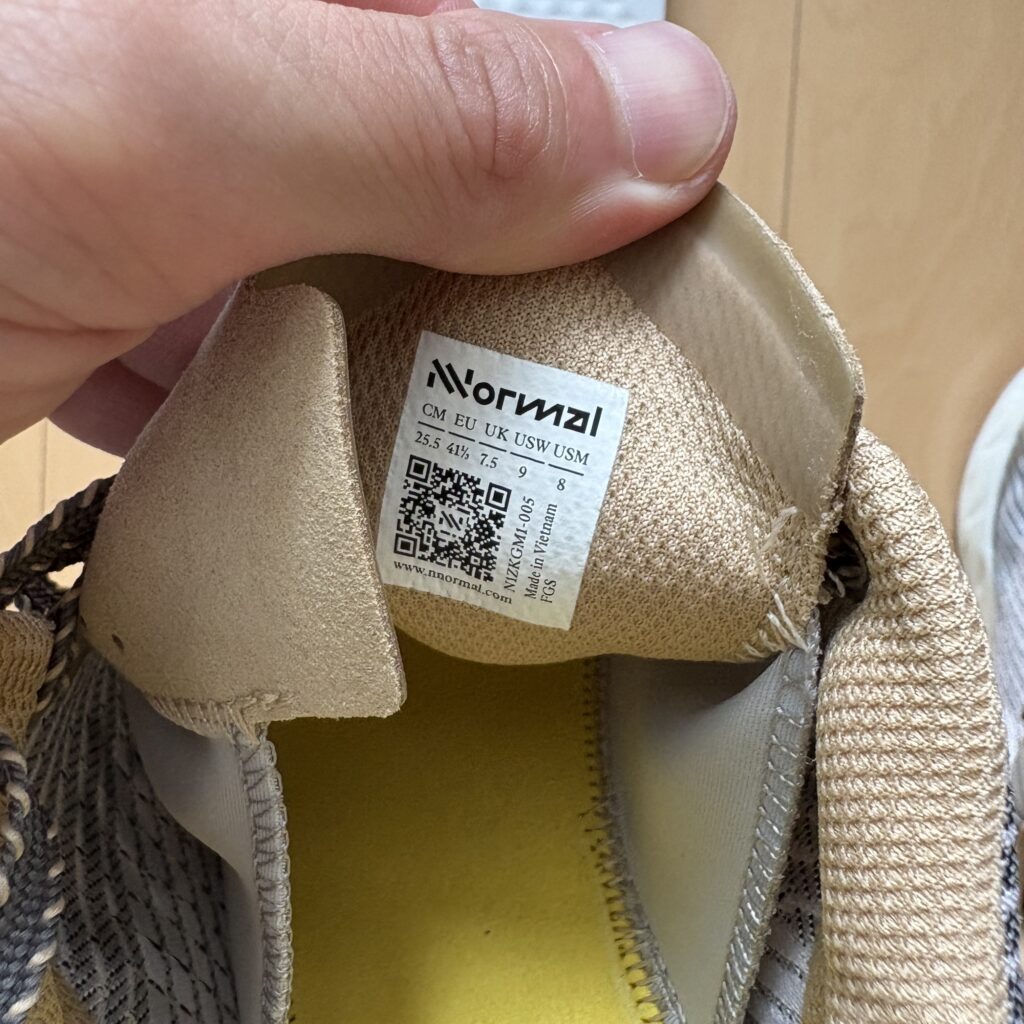 NNormal
CM EU UK USW USM
25.5 41⅓ 7.5 9 8
www.nnormal.com
N1ZKGM1-005
Made in Vietnam
FGS